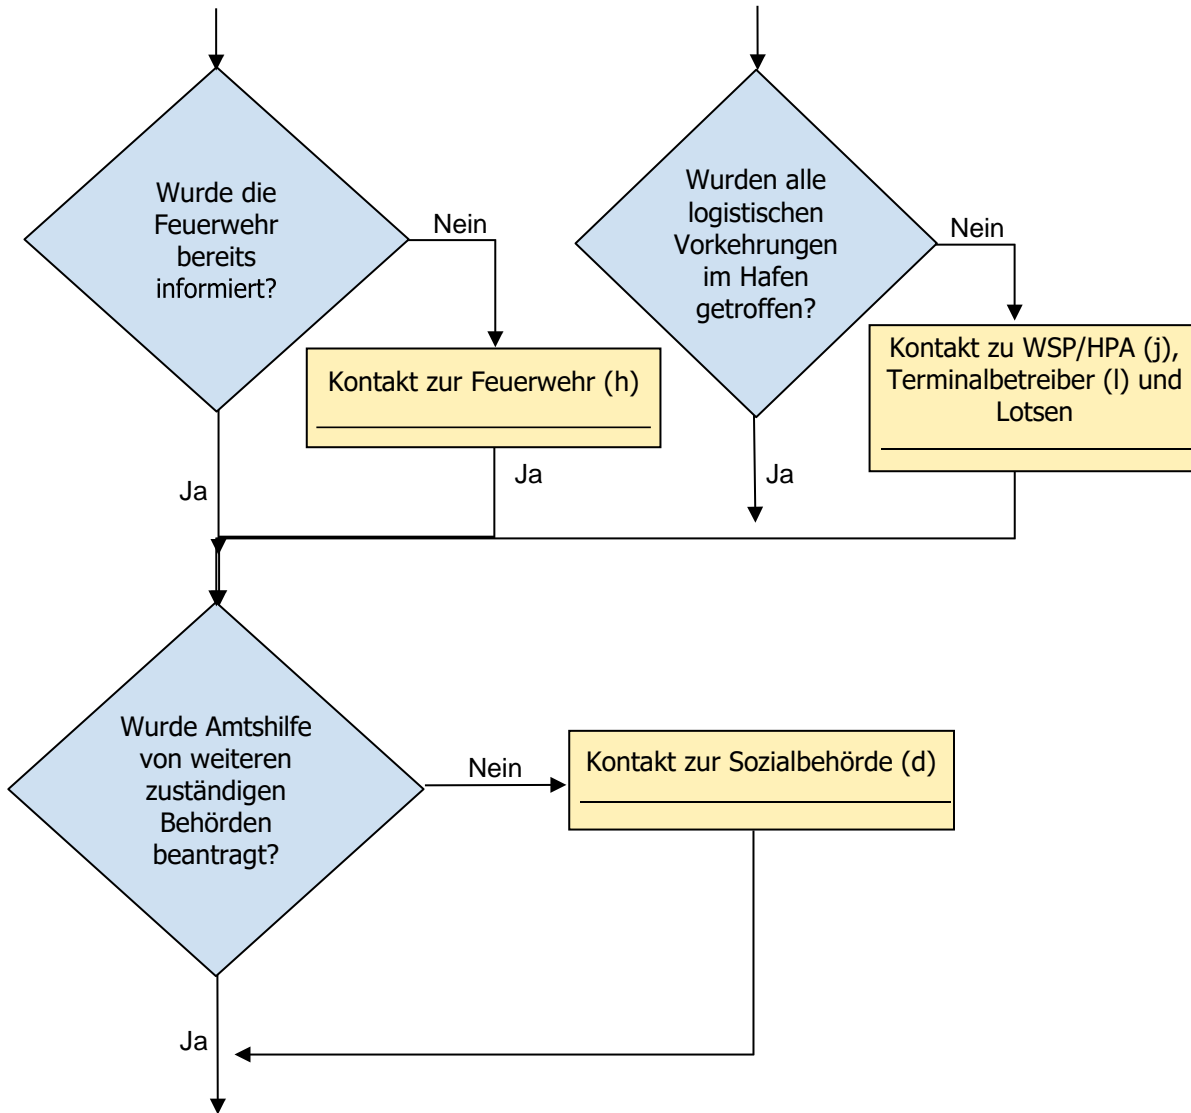 Wurde die
Feuerwehr
bereits
informiert?
Nein
Wurden alle
logistischen
Vorkehrungen
im Hafen
getroffen?
Nein
Kontakt zur Feuerwehr (h)
Kontakt zu WSP/HPA (j),
Terminalbetreiber (l) und
Lotsen
Ja
Ja
Ja
Wurde Amtshilfe
von weiteren
zuständigen
Behörden
beantragt?
Nein
Kontakt zur Sozialbehörde (d)
Ja